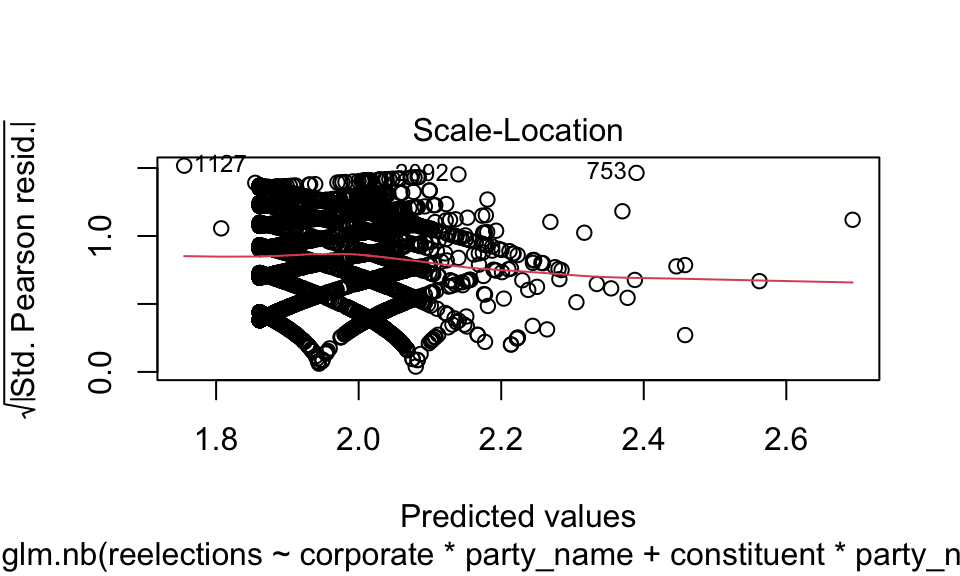 Scale-Location
√|Std. Pearson resid.|
1127
753
1.0
0.0
1.8 2.0 2.2 2.4 2.6
Predicted values
glm.nb(reelections ~ corporate * party_name + constituent * party_n